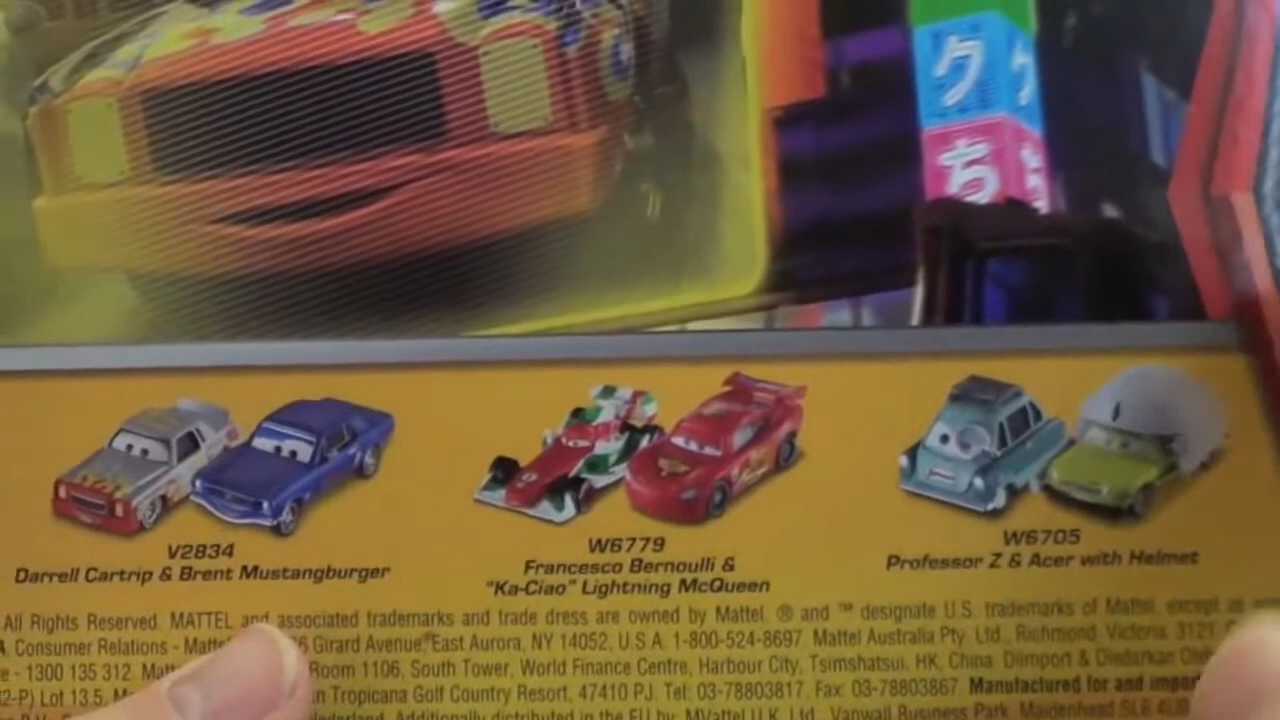 ク
ち
V2834
Darrell Cartrip & Brent Mustangburger
W6779
Francesco Bernoulli &
"Ka-Ciao" Lightning McQueen
W6705
Professor Z & Acer with Helmet
All Rights Reserved. MATTEL and associated trademarks and trade dress are owned by Mattel. ® and ™ designate U.S. trademarks of Mattel, except as
Consumer Relations - Girard Avenue, East Aurora, NY 14052, U.S.A. 1-800-524-8697. Mattel Australia Pty. Ltd., Richmond, Victoria. 3121.
- 1300 135 312. Room 1106, South Tower, World Finance Centre, Harbour City, Tsimshatsui, HK, China. Diimport & Diedarkan
Lot 13.5, Tropicana Golf Country Resort, 47410 PJ. Tel: 03-78803817, Fax: 03-78803867. Manufactured for and
Additionally distributed in the EU by: MVattel U.K. Ltd., Vanwall Business Park, Maidenhead SL6 4UB